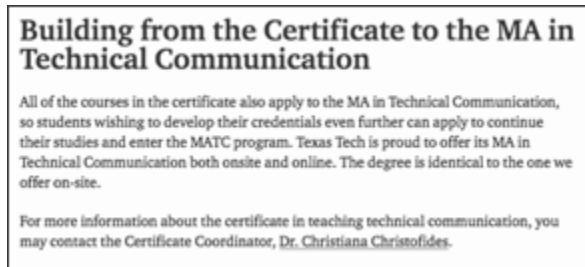 Building from the Certificate to the MA in
Technical Communication
All of the courses in the certificate also apply to the MA in Technical Communication,
so students wishing to develop their credentials even further can apply to continue
their studies and enter the MATC program. Texas Tech is proud to offer its MA in
Technical Communication both onsite and online. The degree is identical to the one we
offer on-site.
For more information about the certificate in teaching technical communication, you
may contact the Certificate Coordinator, Dr. Christiana Christofides.